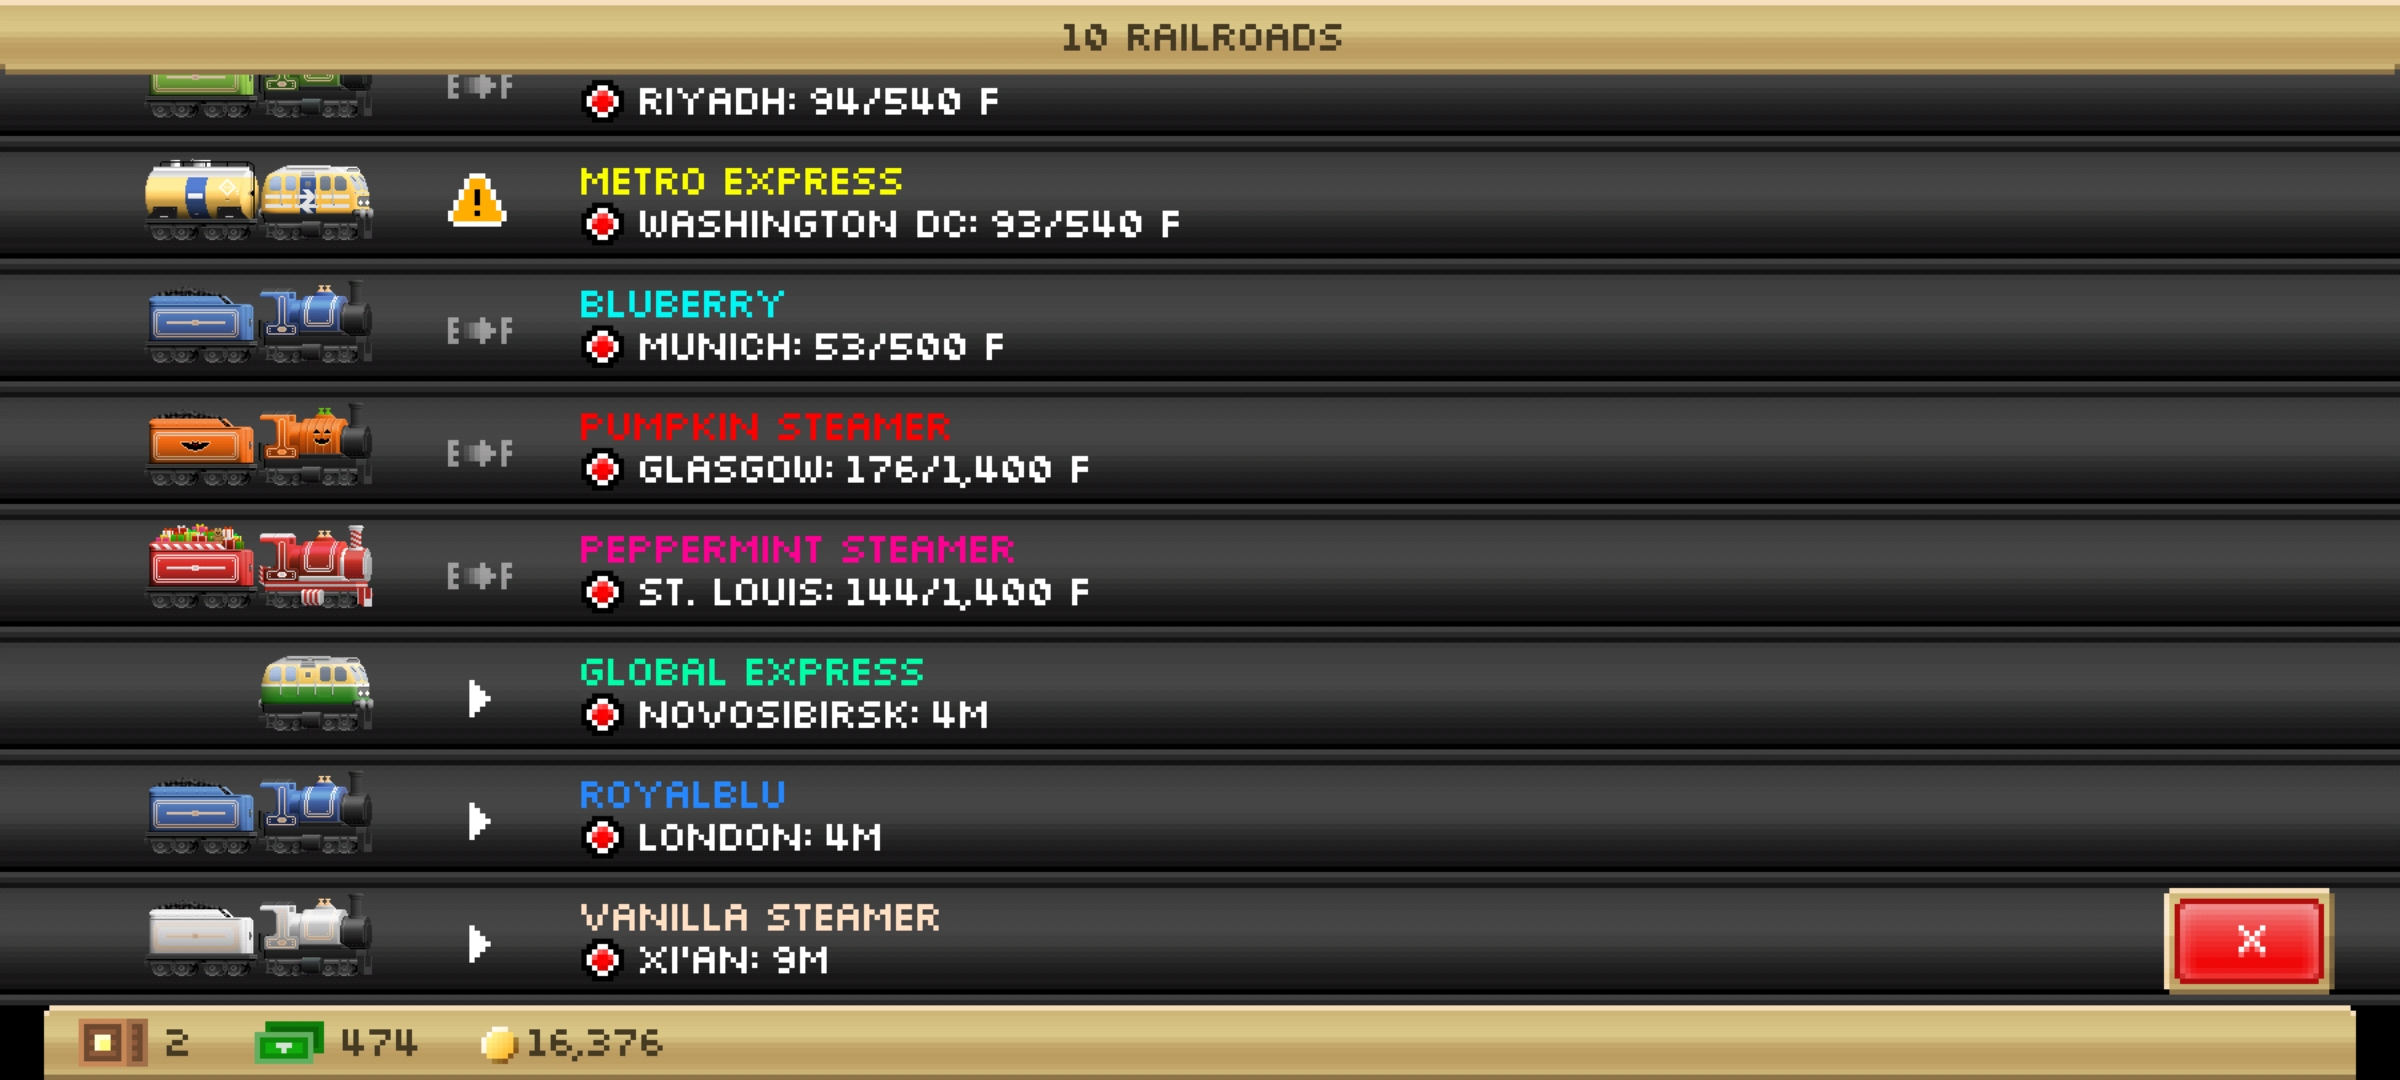 10 RAILROADS
E F
RIYADH: 94/540 F
METRO EXPRESS
!
WASHINGTON DC: 93/540 F
BLUBERRY
E F
MUNICH: 53/500 F
PUMPKIN STEAMER
E F
GLASGOW: 176/1,400 F
PEPPERMINT STEAMER
E F
ST. LOUIS: 144/1,400 F
GLOBAL EXPRESS
NOVOSIBIRSK: 4M
ROYALBLU
LONDON: 4M
VANILLA STEAMER
XI'AN: 9M
X
2 474 16,376